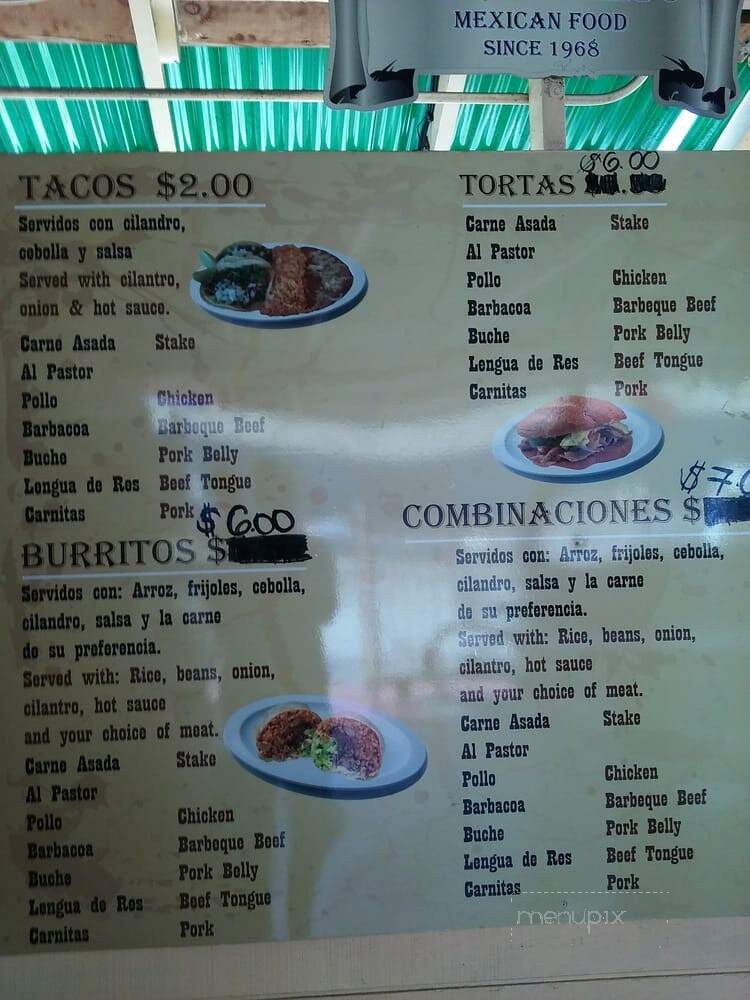 MEXICAN FOOD
SINCE 1968
TACOS $2.00
Servidos con cilandro,
cebolla y salsa
Served with cilantro,
onion & hot sauce.
Carne Asada Stake
Al Pastor
Pollo Chicken
Barbacoa Barbeque Beef
Buche Pork Belly
Lengua de Res Beef Tongue
Carnitas Pork
$6.00
BURRITOS $
Servidos con: Arroz, frijoles, cebolla,
cilandro, salsa y la carne
de su preferencia.
Served with: Rice, beans, onion,
cilantro, hot sauce
and your choice of meat.
Carne Asada Stake
Al Pastor
Pollo Chicken
Barbacoa Barbeque Beef
Buche Pork Belly
Lengua de Res Beef Tongue
Carnitas Pork
$6.00
TORTAS
Carne Asada Stake
Al Pastor
Pollo Chicken
Barbacoa Barbeque Beef
Buche Pork Belly
Lengua de Res Beef Tongue
Carnitas Pork
$7.0
COMBINACIONES $
Servidos con: Arroz, frijoles, cebolla,
cilandro, salsa y la carne
de su preferencia.
Served with: Rice, beans, onion,
cilantro, hot sauce
and your choice of meat.
Carne Asada Stake
Al Pastor
Pollo Chicken
Barbacoa Barbeque Beef
Buche Pork Belly
Lengua de Res Beef Tongue
Carnitas Pork
menupix